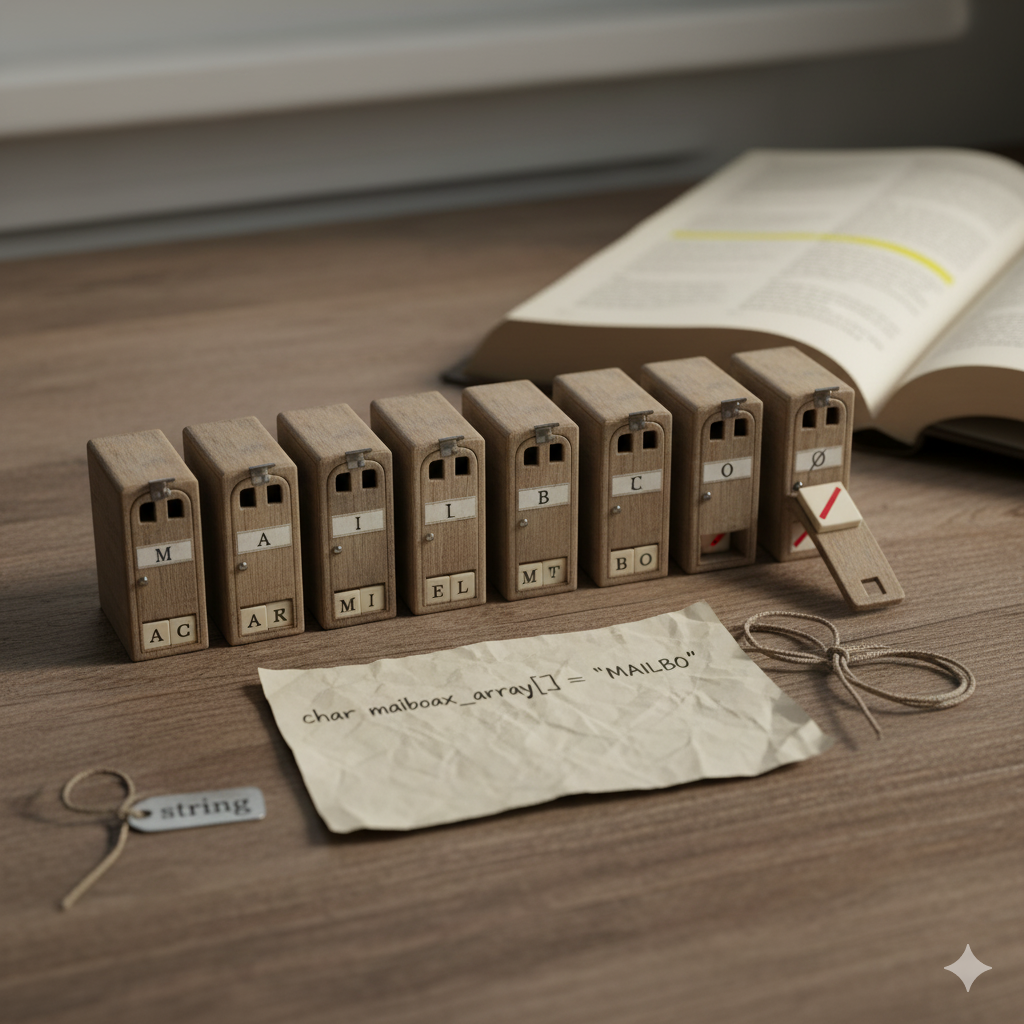 M A I L B C O Ø
AC AR MI EL MT BO
char maiboax_array[] = “MAILBO”
string